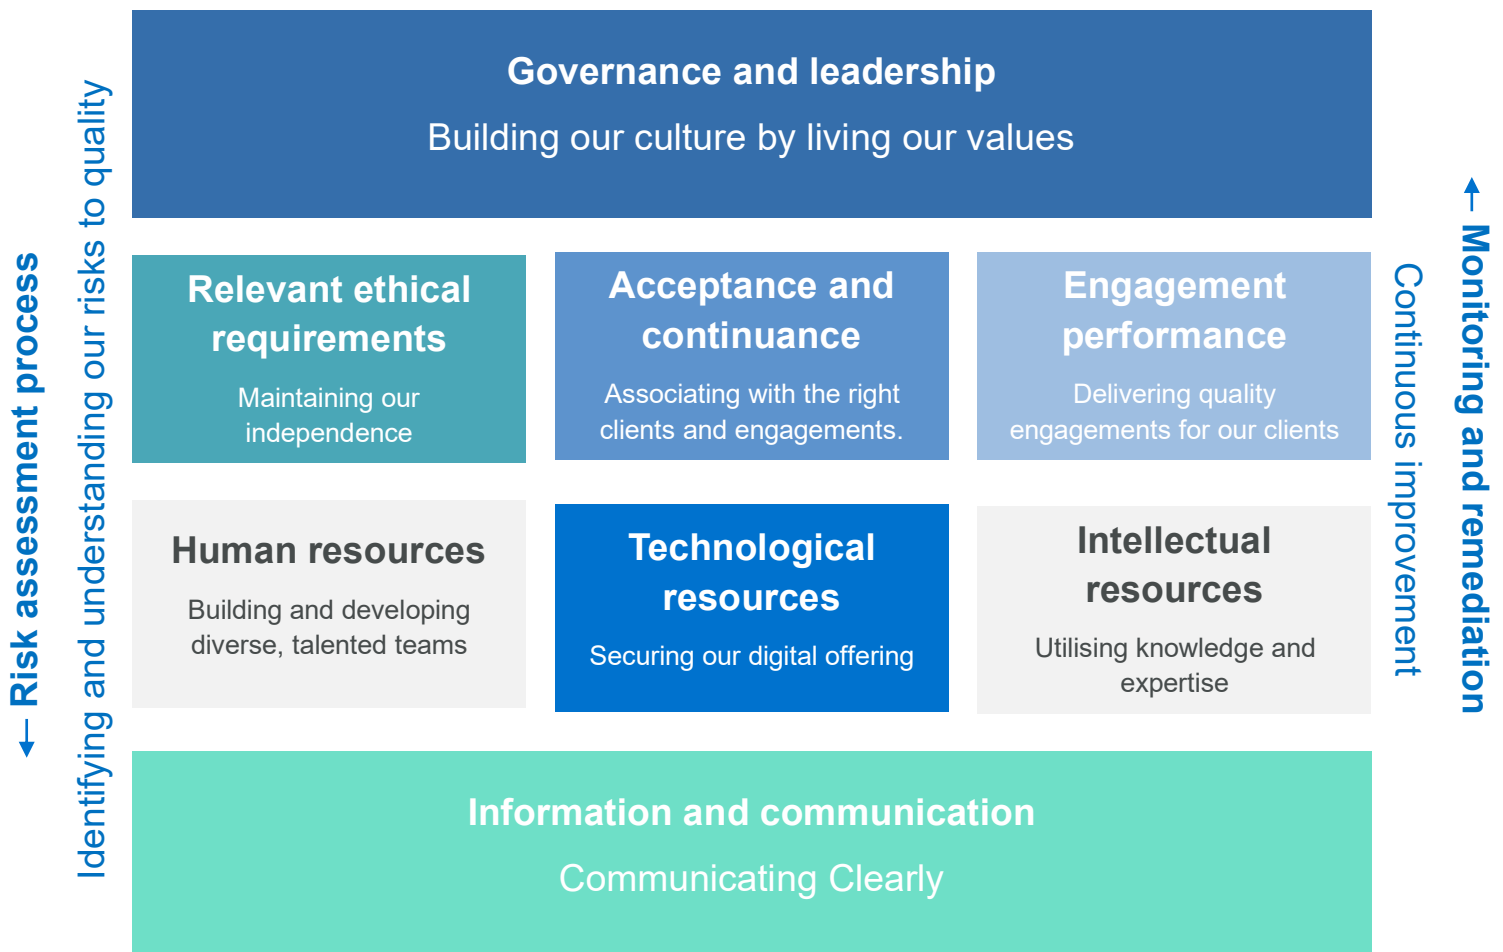 Governance and leadership
Building our culture by living our values
← Risk assessment process
Identifying and understanding our risks to quality
Relevant ethical
requirements
Maintaining our
independence
Acceptance and
continuance
Associating with the right
clients and engagements.
Engagement
performance
Delivering quality
engagements for our clients
Human resources
Building and developing
diverse, talented teams
Technological
resources
Securing our digital offering
Intellectual
resources
Utilising knowledge and
expertise
Continuous improvement
← Monitoring and remediation
Information and communication
Communicating Clearly